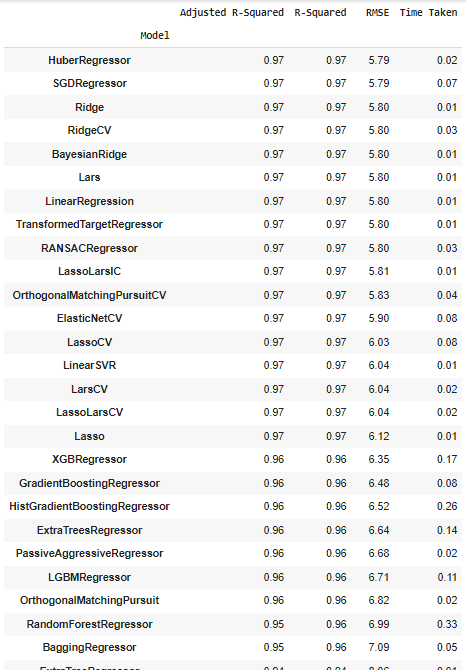 Adjusted R-Squared R-Squared RMSE Time Taken
Model
HuberRegressor 0.97 0.97 5.79 0.02
SGDRegressor 0.97 0.97 5.79 0.07
Ridge 0.97 0.97 5.80 0.01
RidgeCV 0.97 0.97 5.80 0.03
BayesianRidge 0.97 0.97 5.80 0.01
Lars 0.97 0.97 5.80 0.01
LinearRegression 0.97 0.97 5.80 0.01
TransformedTargetRegressor 0.97 0.97 5.80 0.01
RANSACRegressor 0.97 0.97 5.80 0.03
LassoLarsIC 0.97 0.97 5.81 0.01
OrthogonalMatchingPursuitCV 0.97 0.97 5.83 0.04
ElasticNetCV 0.97 0.97 5.90 0.08
LassoCV 0.97 0.97 6.03 0.08
LinearSVR 0.97 0.97 6.04 0.01
LarsCV 0.97 0.97 6.04 0.02
LassoLarsCV 0.97 0.97 6.04 0.02
Lasso 0.97 0.97 6.12 0.01
XGBRegressor 0.96 0.96 6.35 0.17
GradientBoostingRegressor 0.96 0.96 6.48 0.08
HistGradientBoostingRegressor 0.96 0.96 6.52 0.26
ExtraTreesRegressor 0.96 0.96 6.64 0.14
PassiveAggressiveRegressor 0.96 0.96 6.68 0.02
LGBMRegressor 0.96 0.96 6.71 0.11
OrthogonalMatchingPursuit 0.96 0.96 6.82 0.02
RandomForestRegressor 0.95 0.96 6.99 0.33
BaggingRegressor 0.95 0.96 7.09 0.05